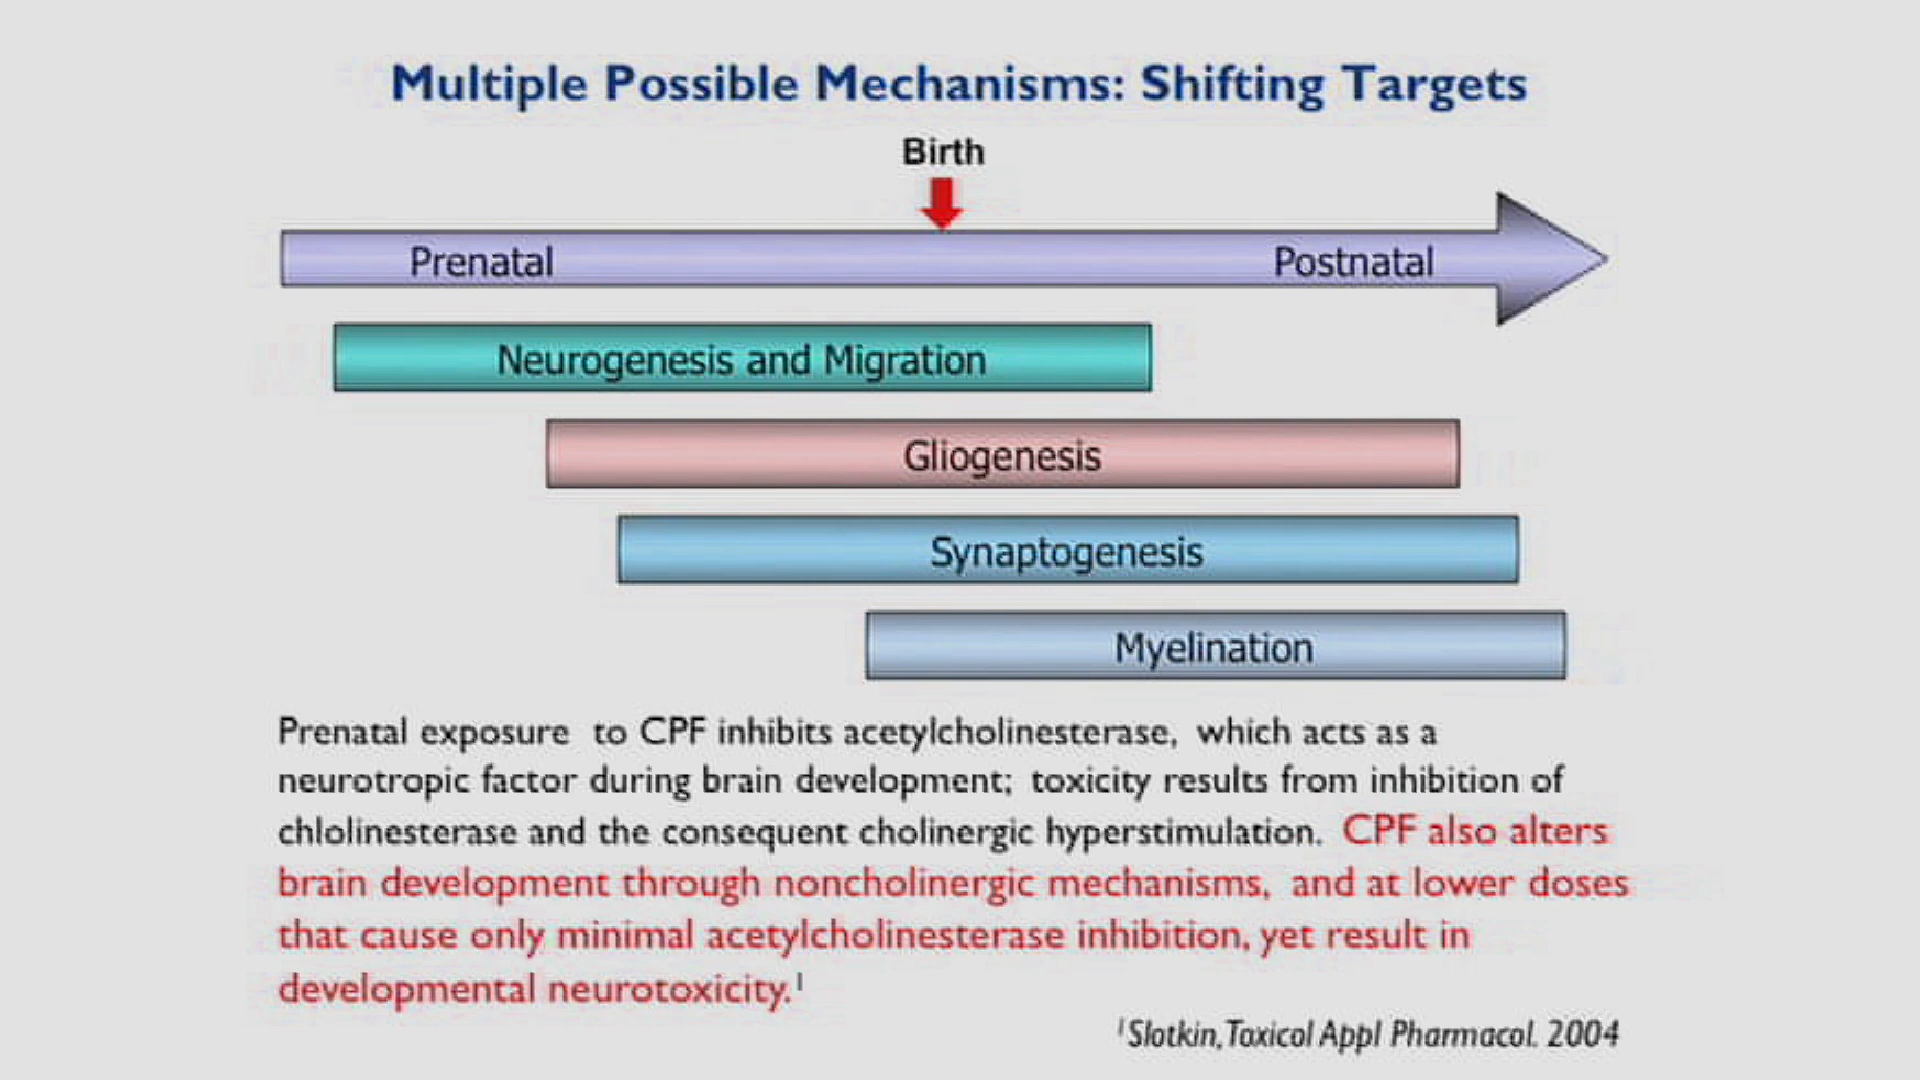 Multiple Possible Mechanisms: Shifting Targets
Birth
Prenatal
Postnatal
Neurogenesis and Migration
Gliogenesis
Synaptogenesis
Myelination
Prenatal exposure to CPF inhibits acetylcholinesterase, which acts as a
neurotropic factor during brain development; toxicity results from inhibition of
chlolinesterase and the consequent cholinergic hyperstimulation. CPF also alters
brain development through noncholinergic mechanisms, and at lower doses
that cause only minimal acetylcholinesterase inhibition, yet result in
developmental neurotoxicity.¹
¹Slotkin, Toxicol Appl Pharmacol. 2004